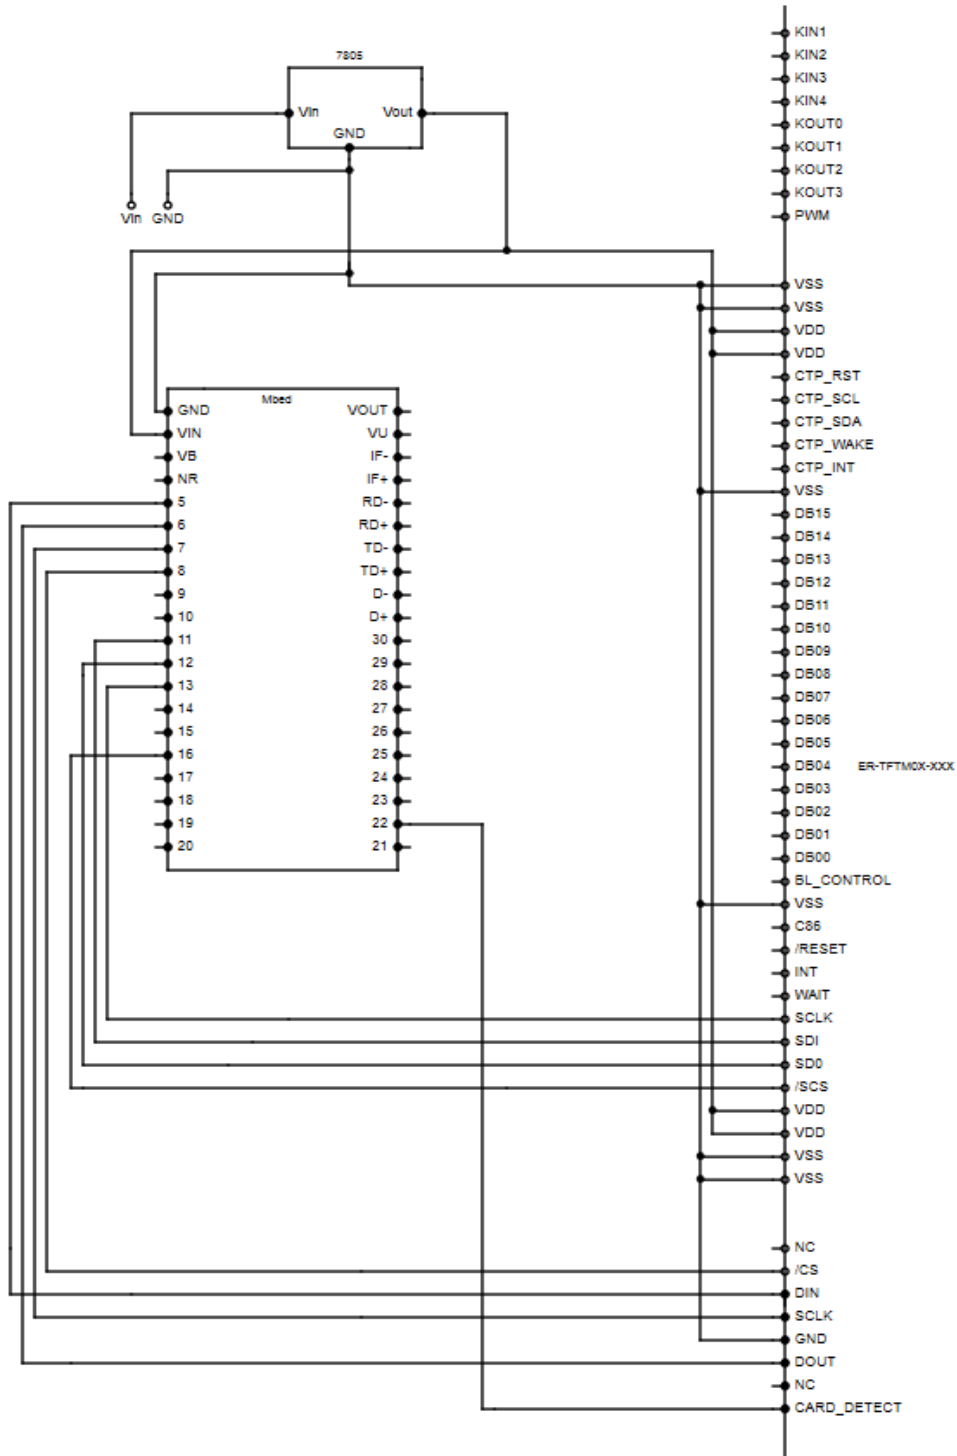 7805
Vin
Vout
GND
Vin
GND
Mbed
GND
VIN
VB
NR
5
6
7
8
9
10
11
12
13
14
15
16
17
18
19
20
VOUT
VU
IF-
IF+
RD-
RD+
TD-
TD+
D-
D+
30
29
28
27
26
25
24
23
22
21
KIN1
KIN2
KIN3
KIN4
KOUT0
KOUT1
KOUT2
KOUT3
PWM
VSS
VSS
VDD
VDD
CTP_RST
CTP_SCL
CTP_SDA
CTP_WAKE
CTP_INT
VSS
DB15
DB14
DB13
DB12
DB11
DB10
DB09
DB08
DB07
DB06
DB05
DB04
ER-TFTM0X-XXX
DB03
DB02
DB01
DB00
BL_CONTROL
VSS
C86
/RESET
INT
WAIT
SCLK
SDI
SD0
/SCS
VDD
VDD
VSS
VSS
NC
/CS
DIN
SCLK
GND
DOUT
NC
CARD_DETECT